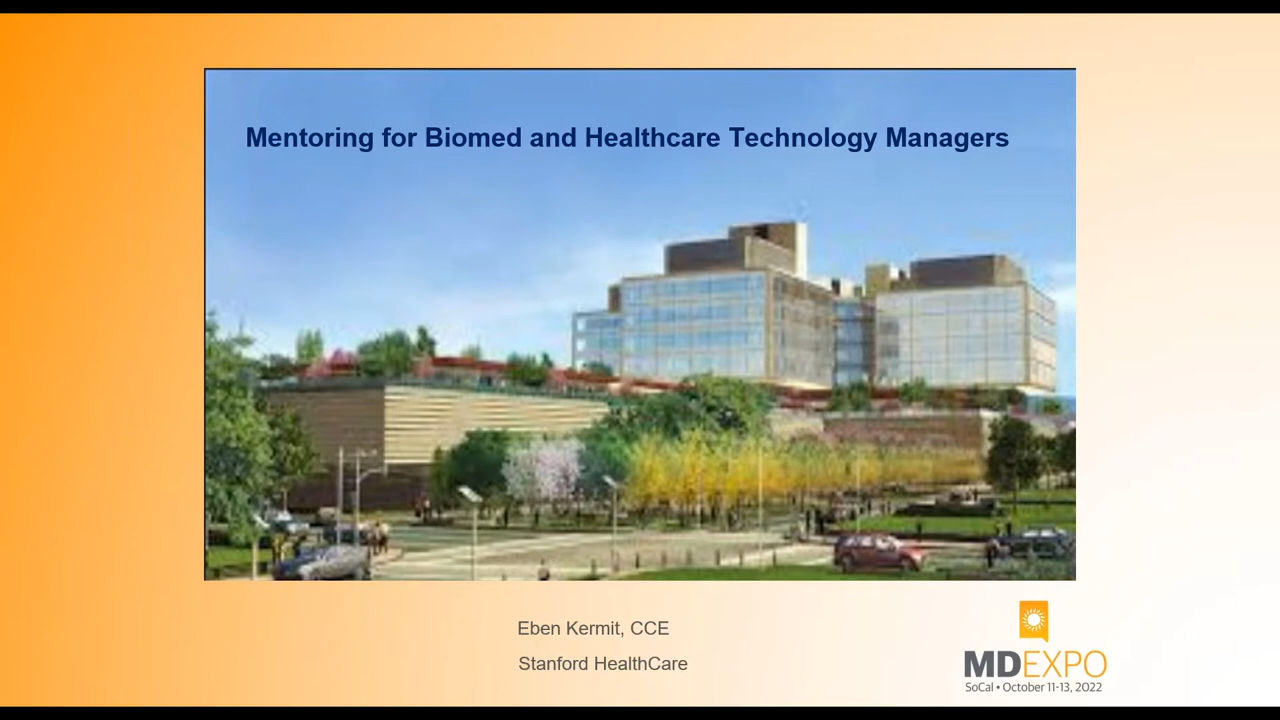 Mentoring for Biomed and Healthcare Technology Managers
Eben Kermit, CCE
Stanford HealthCare
MDEXPO
SoCal • October 11-13, 2022